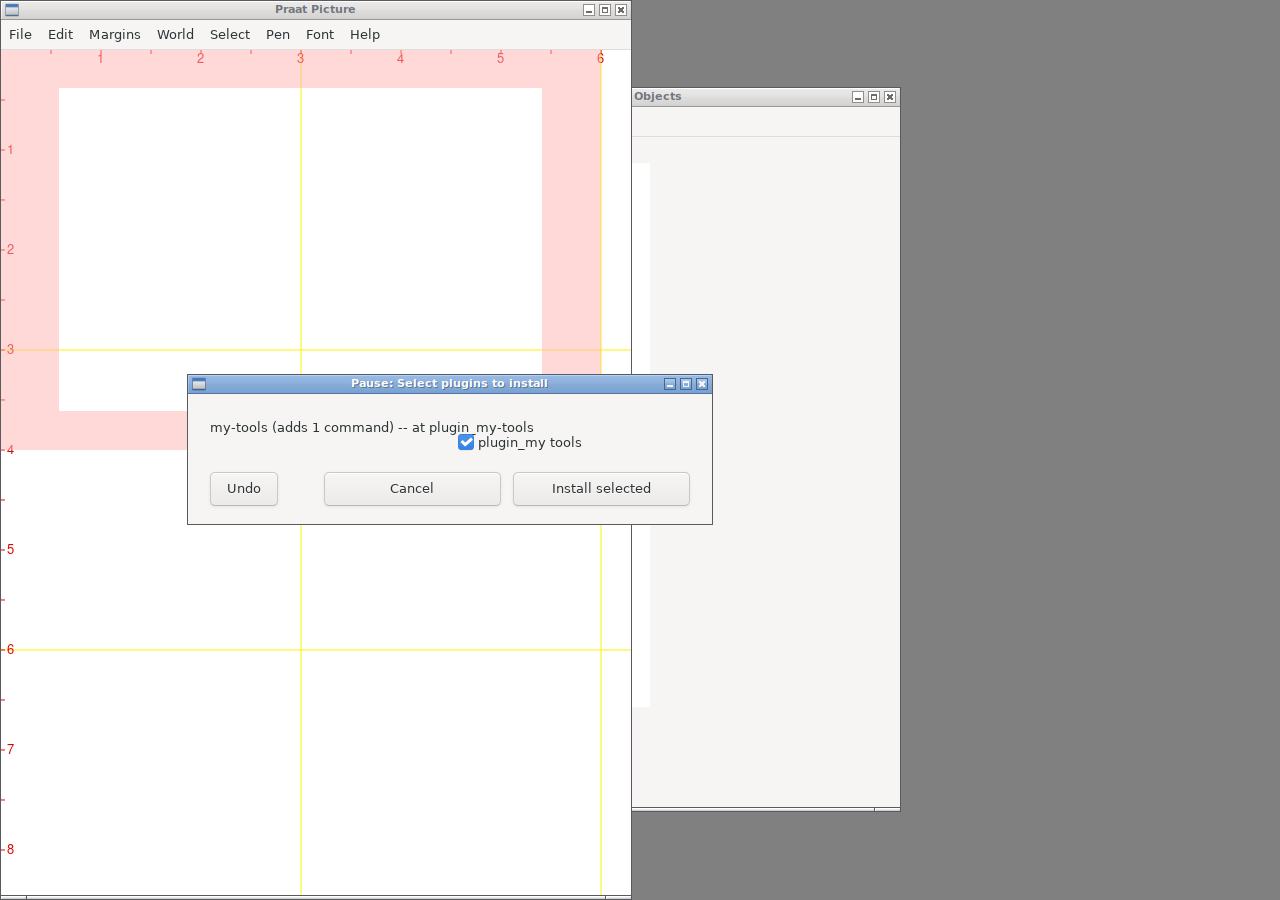 Praat Picture
File Edit Margins World Select Pen Font Help
1 2 3 4 5 6
Objects
1
2
3
Pause: Select plugins to install
my-tools (adds 1 command) -- at plugin_my-tools
plugin_my tools
4
Undo Cancel Install selected
5
6
7
8